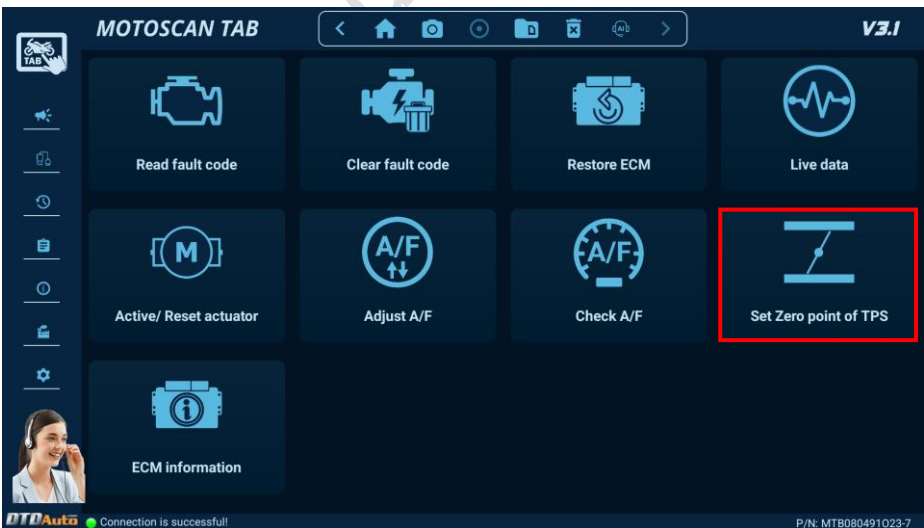 MOTOSCAN TAB
V3.1
TAB
Read fault code
Clear fault code
Restore ECM
Live data
M
A/F
A/F
Active/ Reset actuator
Adjust A/F
Check A/F
Set Zero point of TPS
ECM information
DTDAuto
Connection is successful!
P/N: MTB080491O23-7